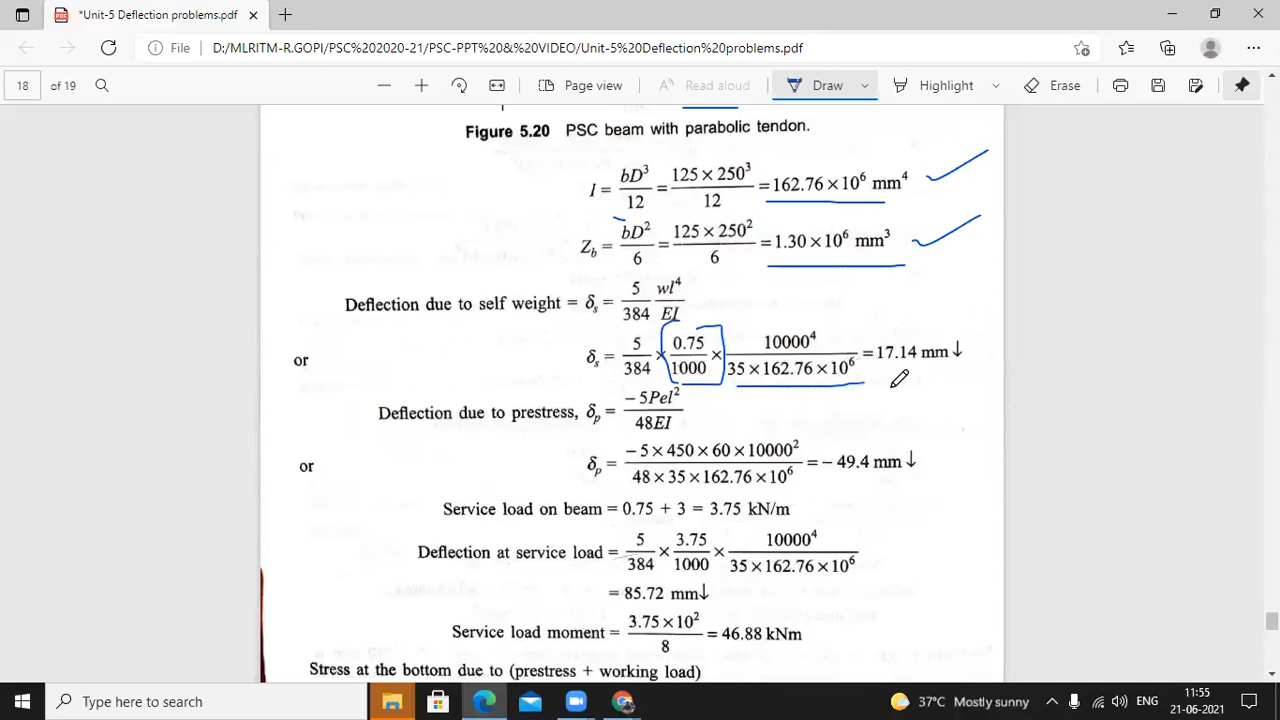 *Unit-5 Deflection problems.pdf
File D:/MLRITM-R.GOPI/PSC%202020-21/PSC-PPT%20&%20VIDEO/Unit-5%20Deflection%20problems.pdf
18 of 19 Page view Read aloud Draw Highlight Erase
Figure 5.20 PSC beam with parabolic tendon.
I = bD³/12 = 125 × 250³/12 = 162.76 × 10⁶ mm⁴
Z_b = bD²/6 = 125 × 250²/6 = 1.30 × 10⁶ mm³
Deflection due to self weight = δ_s = 5/384 wl⁴/EI
or δ_s = 5/384 × 0.75/1000 × 10000⁴/35 × 162.76 × 10⁶ = 17.14 mm ↓
Deflection due to prestress, δ_p = −5Pel²/48EI
or δ_p = −5 × 450 × 60 × 10000²/48 × 35 × 162.76 × 10⁶ = − 49.4 mm ↓
Service load on beam = 0.75 + 3 = 3.75 kN/m
Deflection at service load = 5/384 × 3.75/1000 × 10000⁴/35 × 162.76 × 10⁶
= 85.72 mm↓
Service load moment = 3.75 × 10²/8 = 46.88 kNm
Stress at the bottom due to (prestress + working load)
Type here to search 37°C Mostly sunny ENG 11:55
21-06-2021